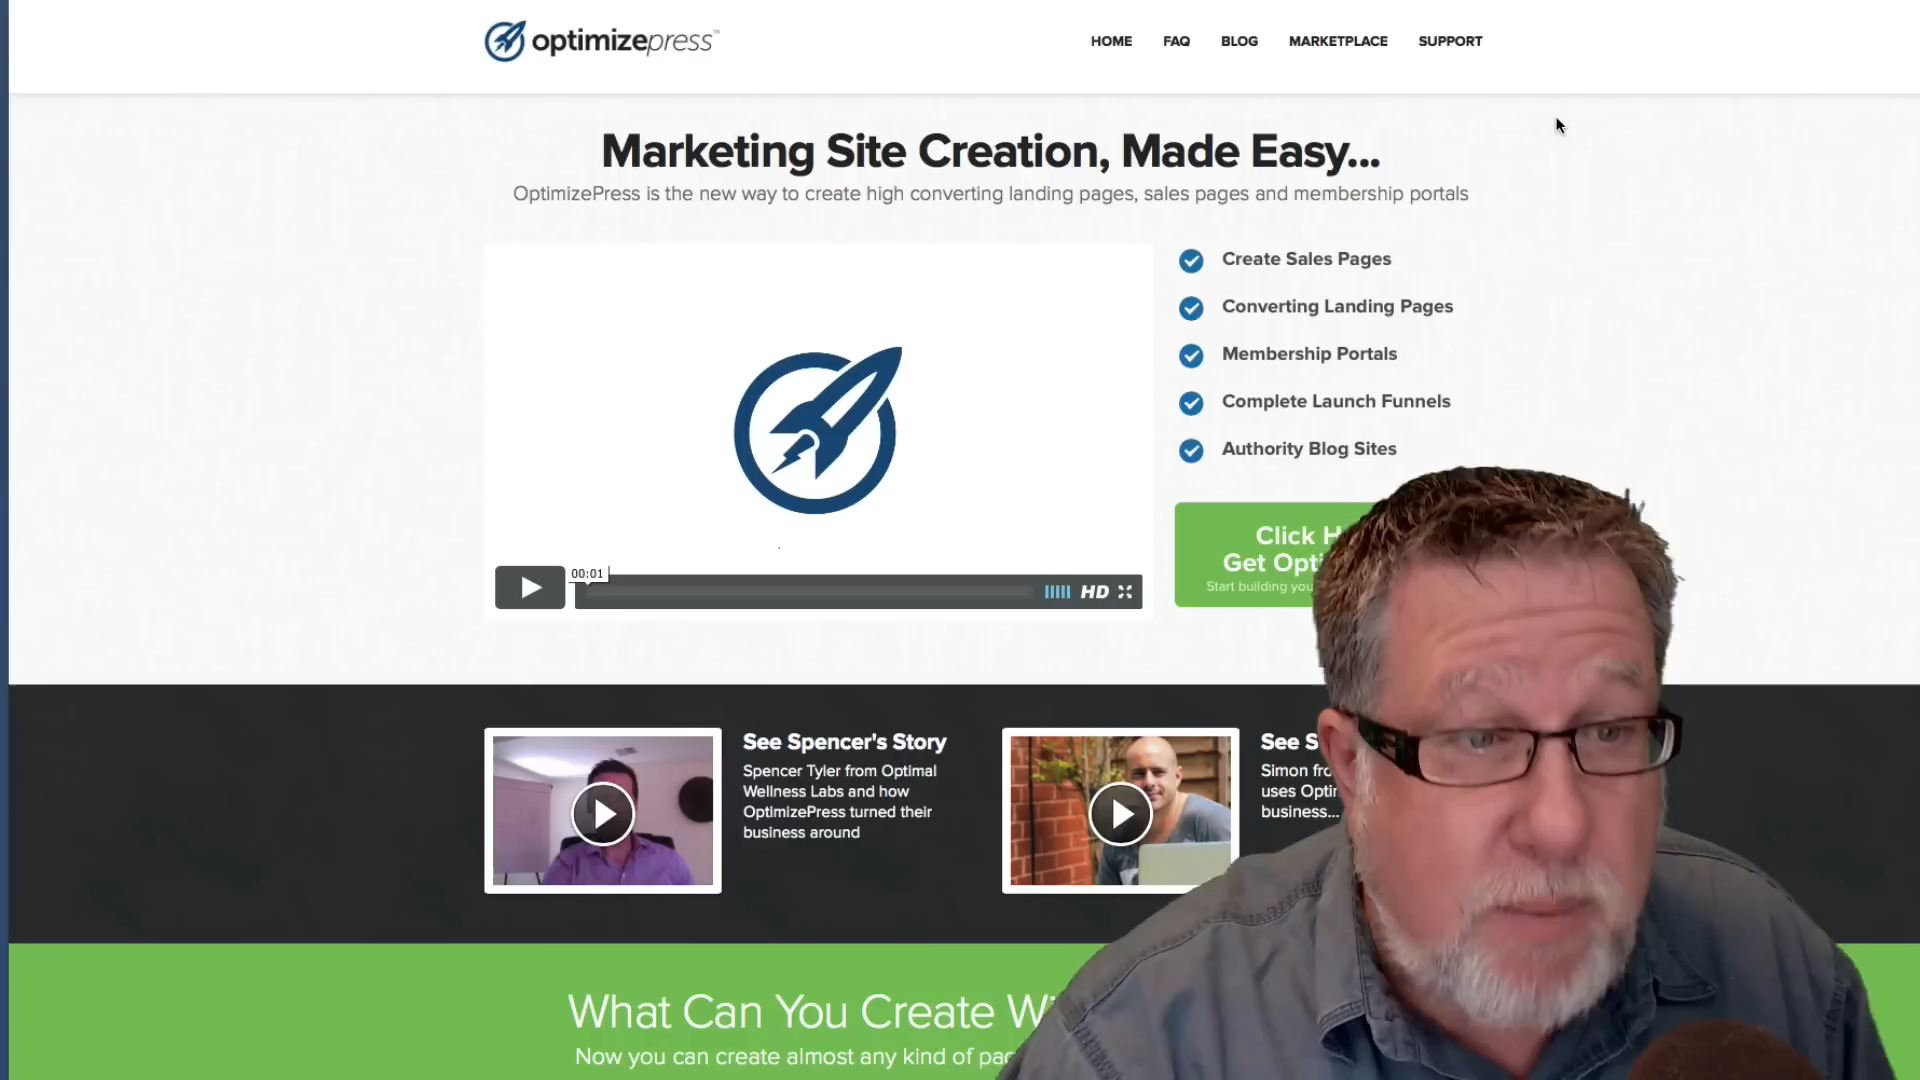 optimizepress™
HOME FAQ BLOG MARKETPLACE SUPPORT
Marketing Site Creation, Made Easy...
OptimizePress is the new way to create high converting landing pages, sales pages and membership portals
Create Sales Pages
Converting Landing Pages
Membership Portals
Complete Launch Funnels
Authority Blog Sites
Click
Get
Start building
00:01
HD
See Spencer's Story
Spencer Tyler from Optimal
Wellness Labs and how
OptimizePress turned their
business around
See
Simon
uses
business...
What Can You Create
Now you can create almost any kind of